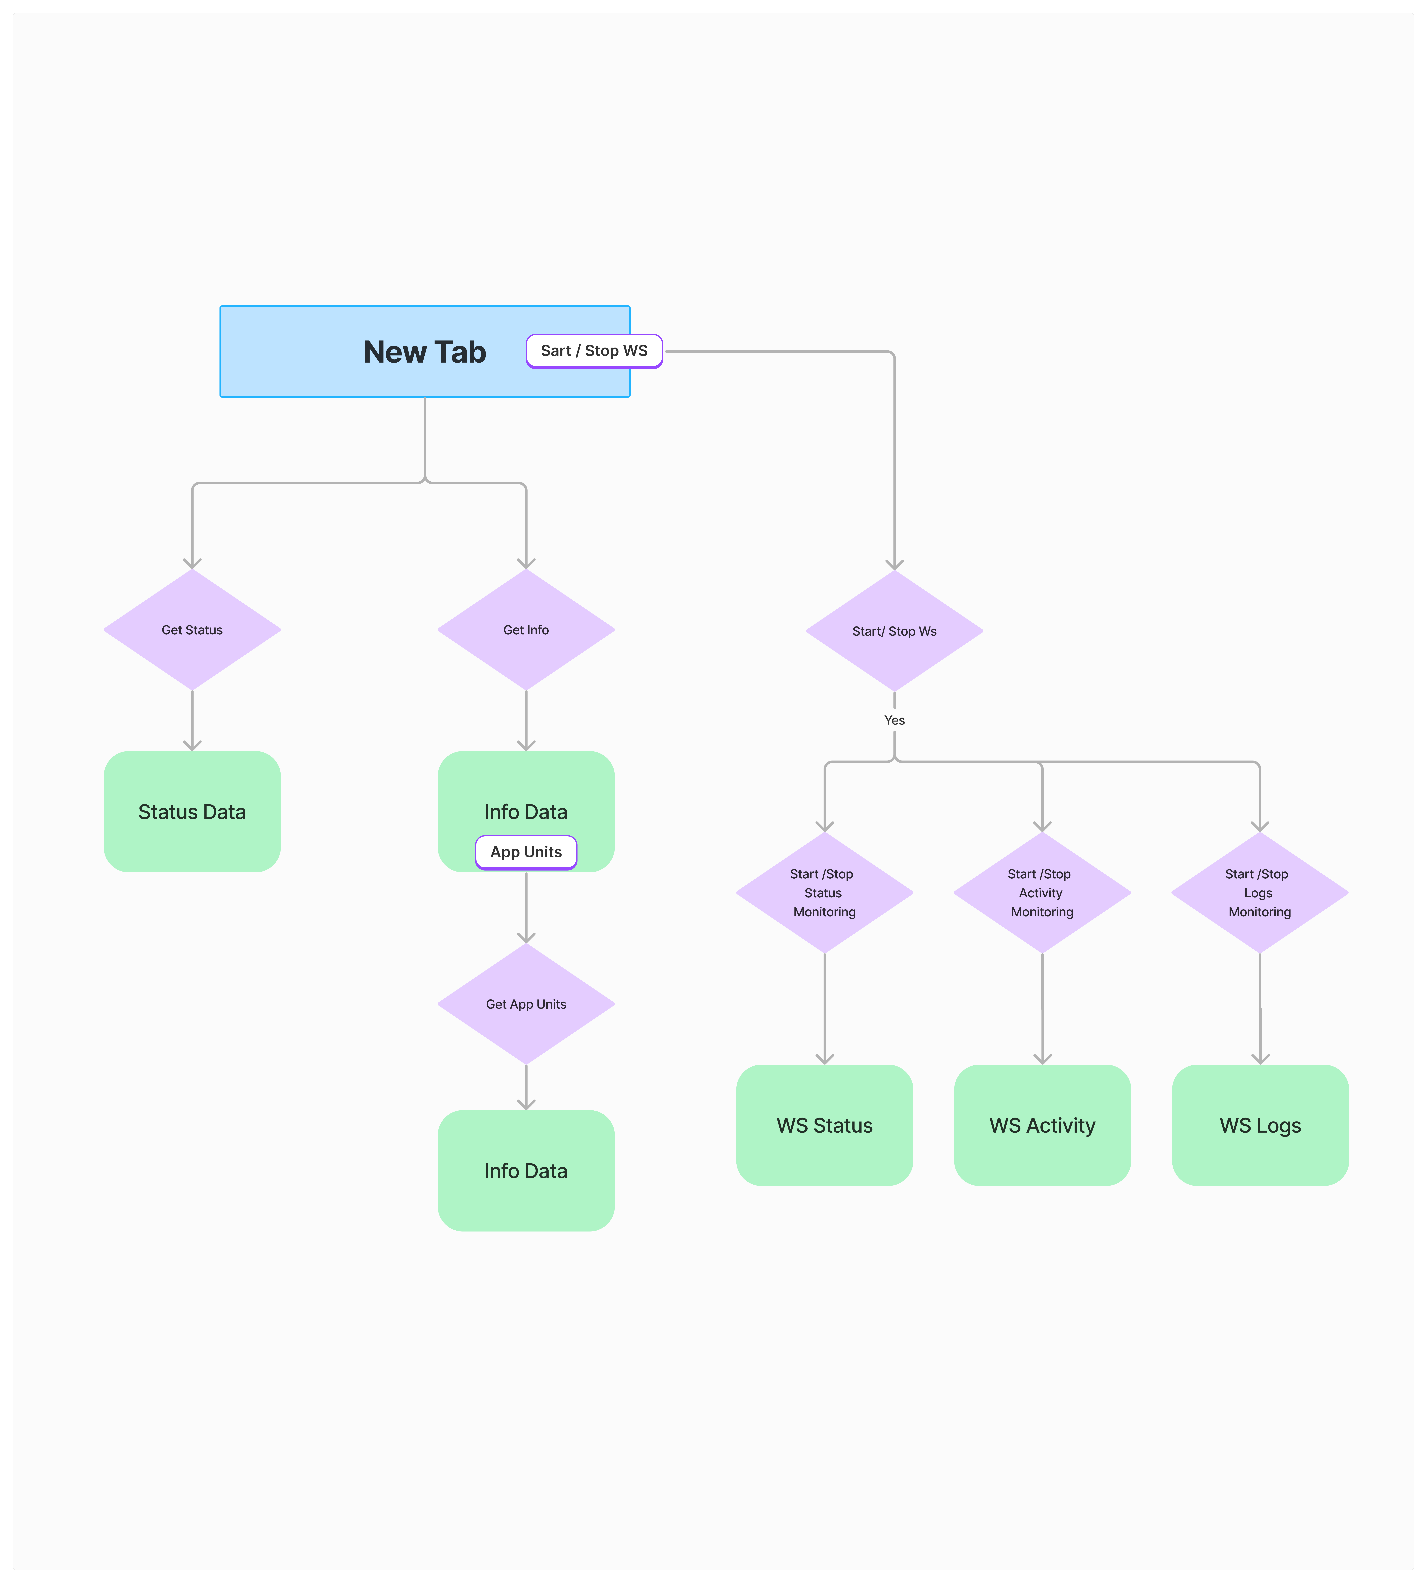 New Tab
Sart / Stop WS
Get Status
Get Info
Start/ Stop Ws
Yes
Status Data
Info Data
App Units
Start /Stop
Status
Monitoring
Start /Stop
Activity
Monitoring
Start /Stop
Logs
Monitoring
Get App Units
WS Status
WS Activity
WS Logs
Info Data